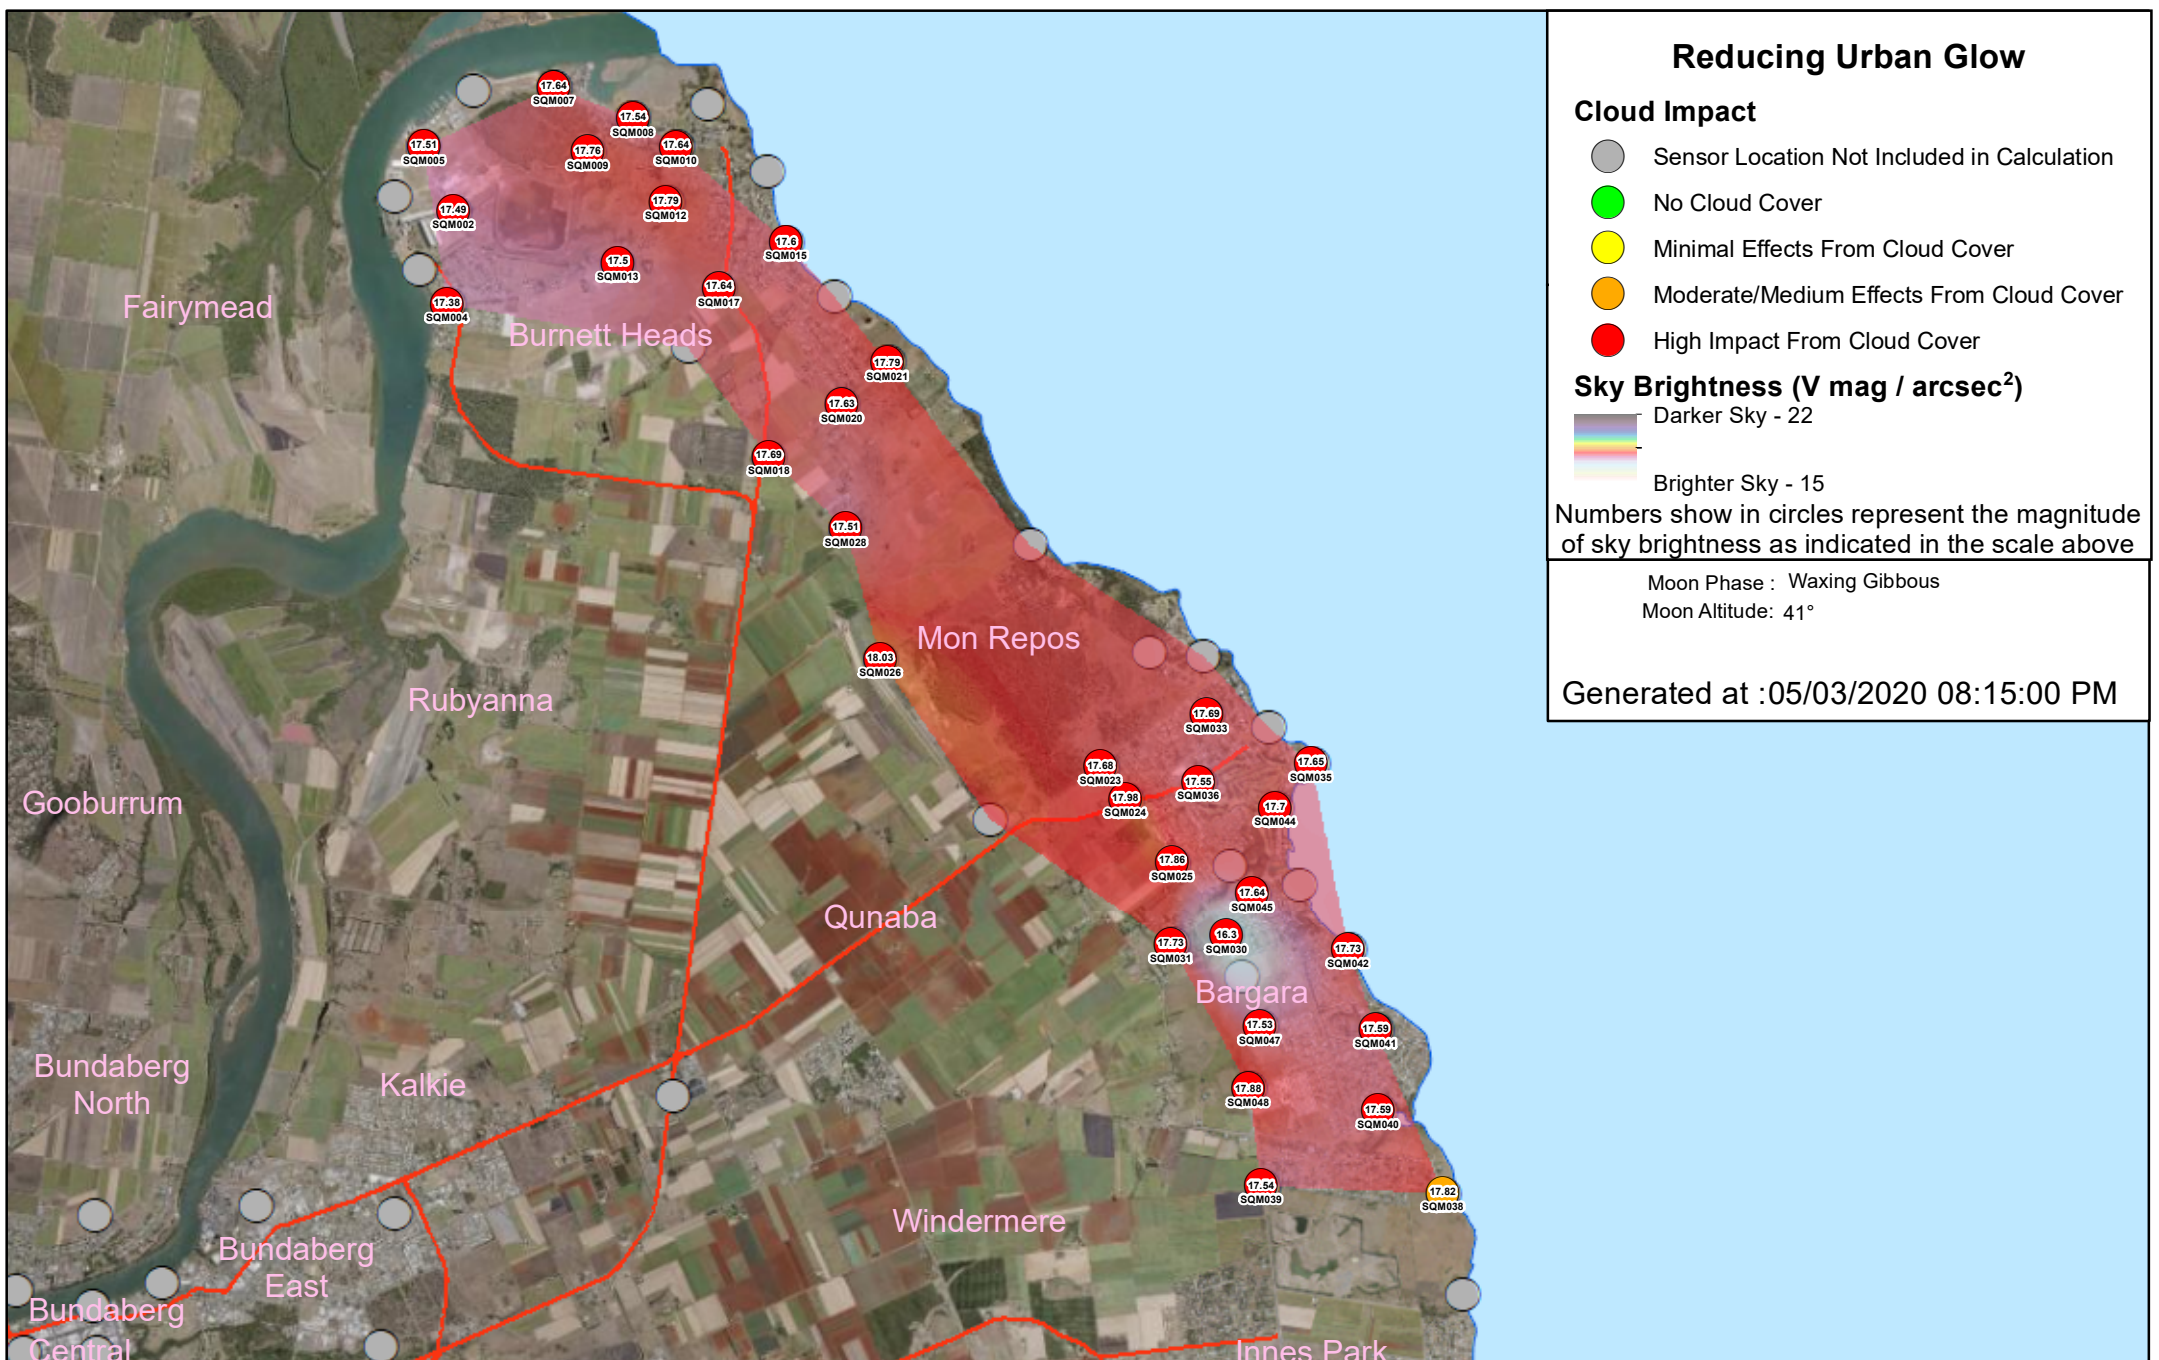 Reducing Urban Glow
Cloud Impact
Sensor Location Not Included in Calculation
No Cloud Cover
Minimal Effects From Cloud Cover
Moderate/Medium Effects From Cloud Cover
High Impact From Cloud Cover
Sky Brightness (V mag / arcsec²)
Darker Sky - 22
Brighter Sky - 15
Numbers show in circles represent the magnitude
of sky brightness as indicated in the scale above
Moon Phase : Waxing Gibbous
Moon Altitude: 41°
Generated at :05/03/2020 08:15:00 PM
17.64
SQM007
17.54
SQM008
17.51
SQM005
17.76
SQM009
17.64
SQM010
17.49
SQM002
17.79
SQM012
17.6
SQM015
17.5
SQM013
17.64
SQM017
17.38
SQM004
Fairymead
Burnett Heads
17.79
SQM021
17.63
SQM020
17.69
SQM018
17.51
SQM028
Mon Repos
18.03
SQM026
Rubyanna
17.69
SQM033
17.65
SQM035
17.68
SQM023
17.55
SQM036
17.98
SQM024
17.7
SQM044
Gooburrum
17.86
SQM025
17.64
SQM045
Qunaba
16.3
SQM030
17.73
SQM031
17.73
SQM042
Bargara
17.53
SQM047
17.59
SQM041
Bundaberg
North
Kalkie
17.88
SQM048
17.59
SQM040
17.54
SQM039
17.82
SQM038
Windermere
Bundaberg
East
Bundaberg
Central
Innes Park